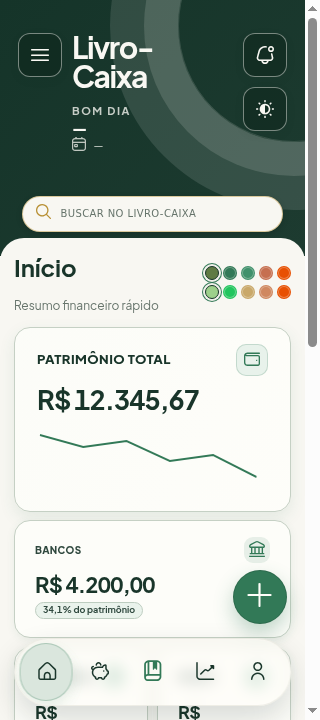 Livro-
Caixa
BOM DIA
—
—
BUSCAR NO LIVRO-CAIXA
Início
Resumo financeiro rápido
PATRIMÔNIO TOTAL
R$ 12.345,67
BANCOS
R$ 4.200,00
34,1% do patrimônio
R$
R$